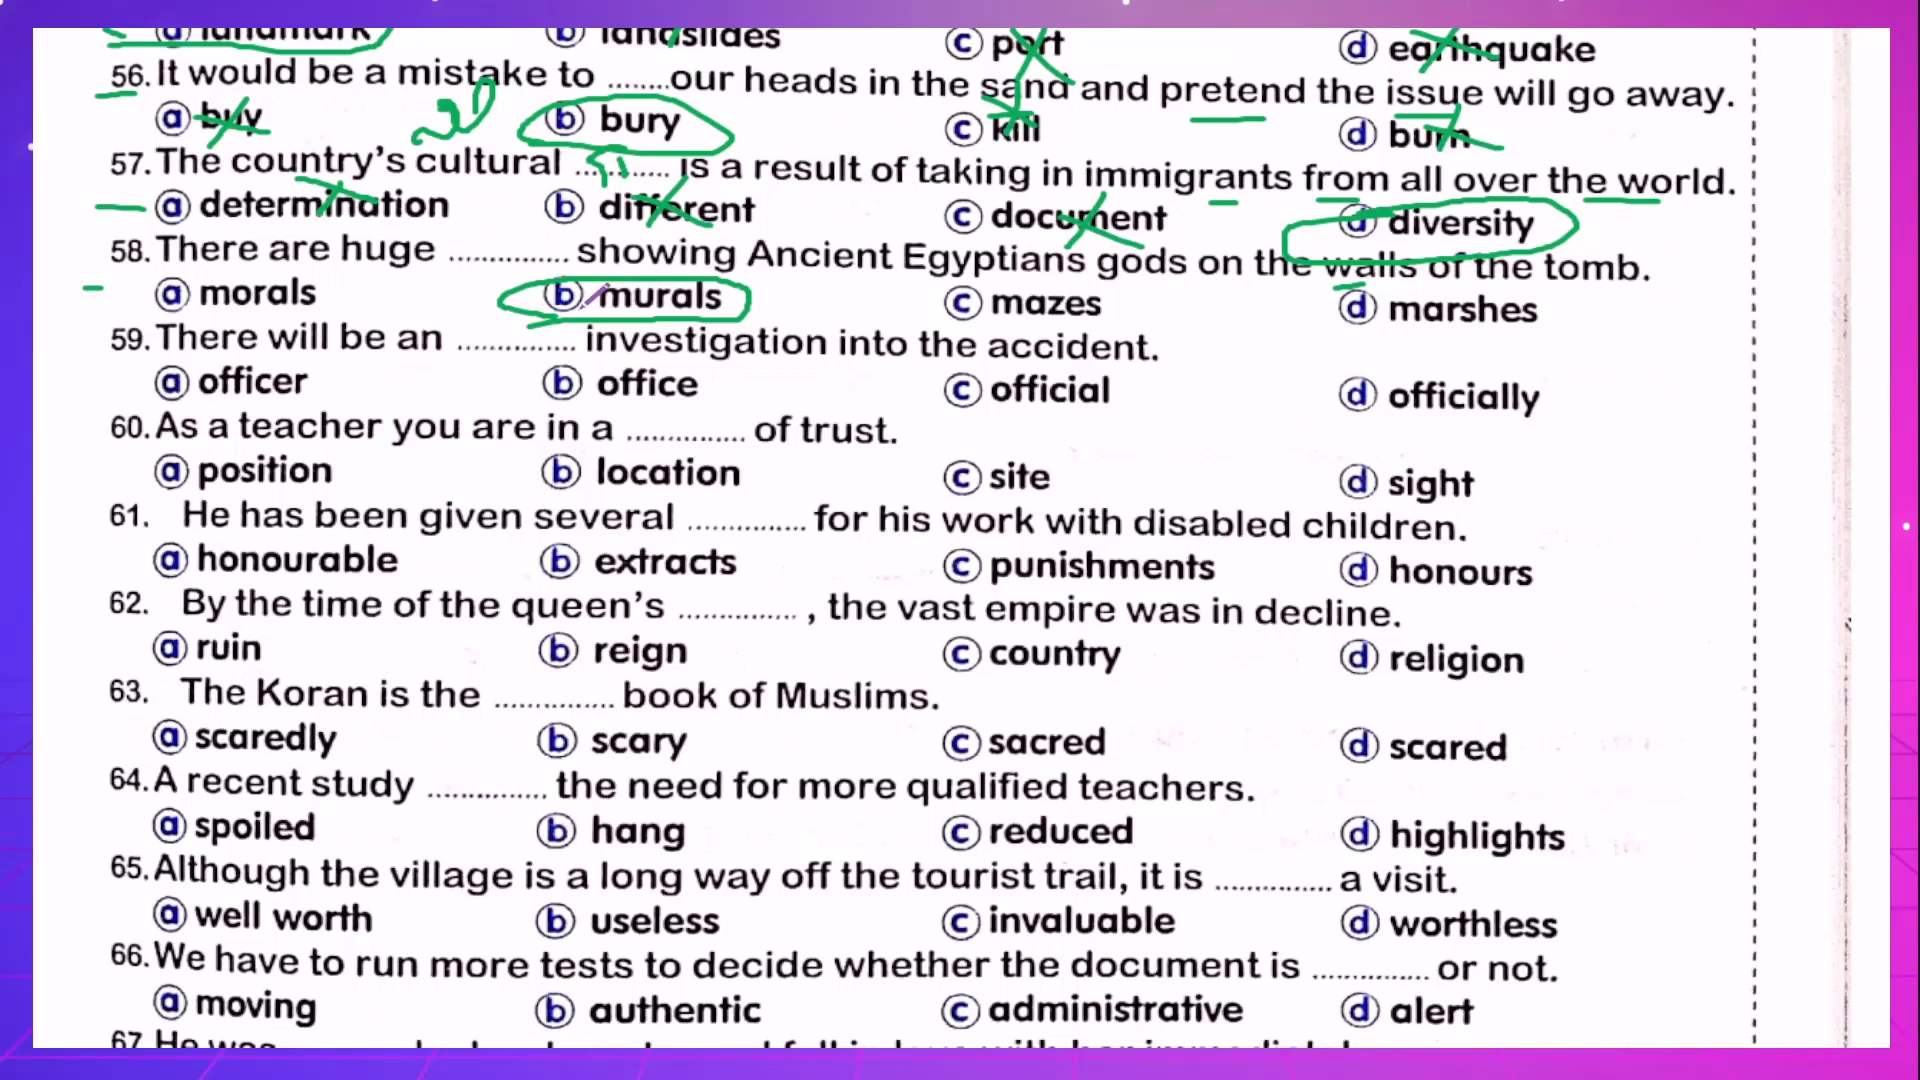 a landmark b landslides c port d earthquake
56. It would be a mistake to ........ our heads in the sand and pretend the issue will go away.
a buy b bury c kill d burn
57. The country's cultural ............ is a result of taking in immigrants from all over the world.
a determination b different c document d diversity
58. There are huge .............. showing Ancient Egyptians gods on the walls of the tomb.
a morals b murals c mazes d marshes
59. There will be an .............. investigation into the accident.
a officer b office c official d officially
60. As a teacher you are in a .............. of trust.
a position b location c site d sight
61. He has been given several .............. for his work with disabled children.
a honourable b extracts c punishments d honours
62. By the time of the queen's .............. , the vast empire was in decline.
a ruin b reign c country d religion
63. The Koran is the .............. book of Muslims.
a scaredly b scary c sacred d scared
64. A recent study .............. the need for more qualified teachers.
a spoiled b hang c reduced d highlights
65. Although the village is a long way off the tourist trail, it is .............. a visit.
a well worth b useless c invaluable d worthless
66. We have to run more tests to decide whether the document is .............. or not.
a moving b authentic c administrative d alert
67. He was